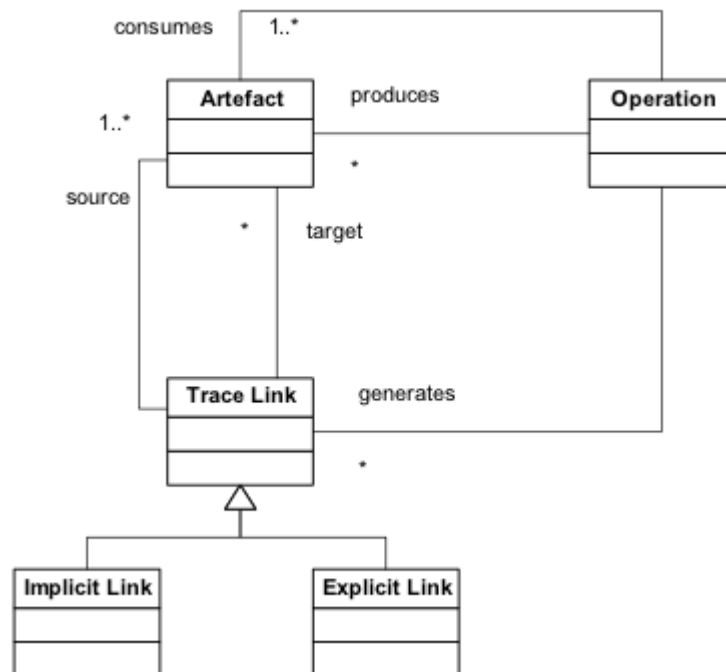 consumes 1..*
Artefact produces Operation
1..*
*
source
* target
Trace Link generates
*
Implicit Link Explicit Link